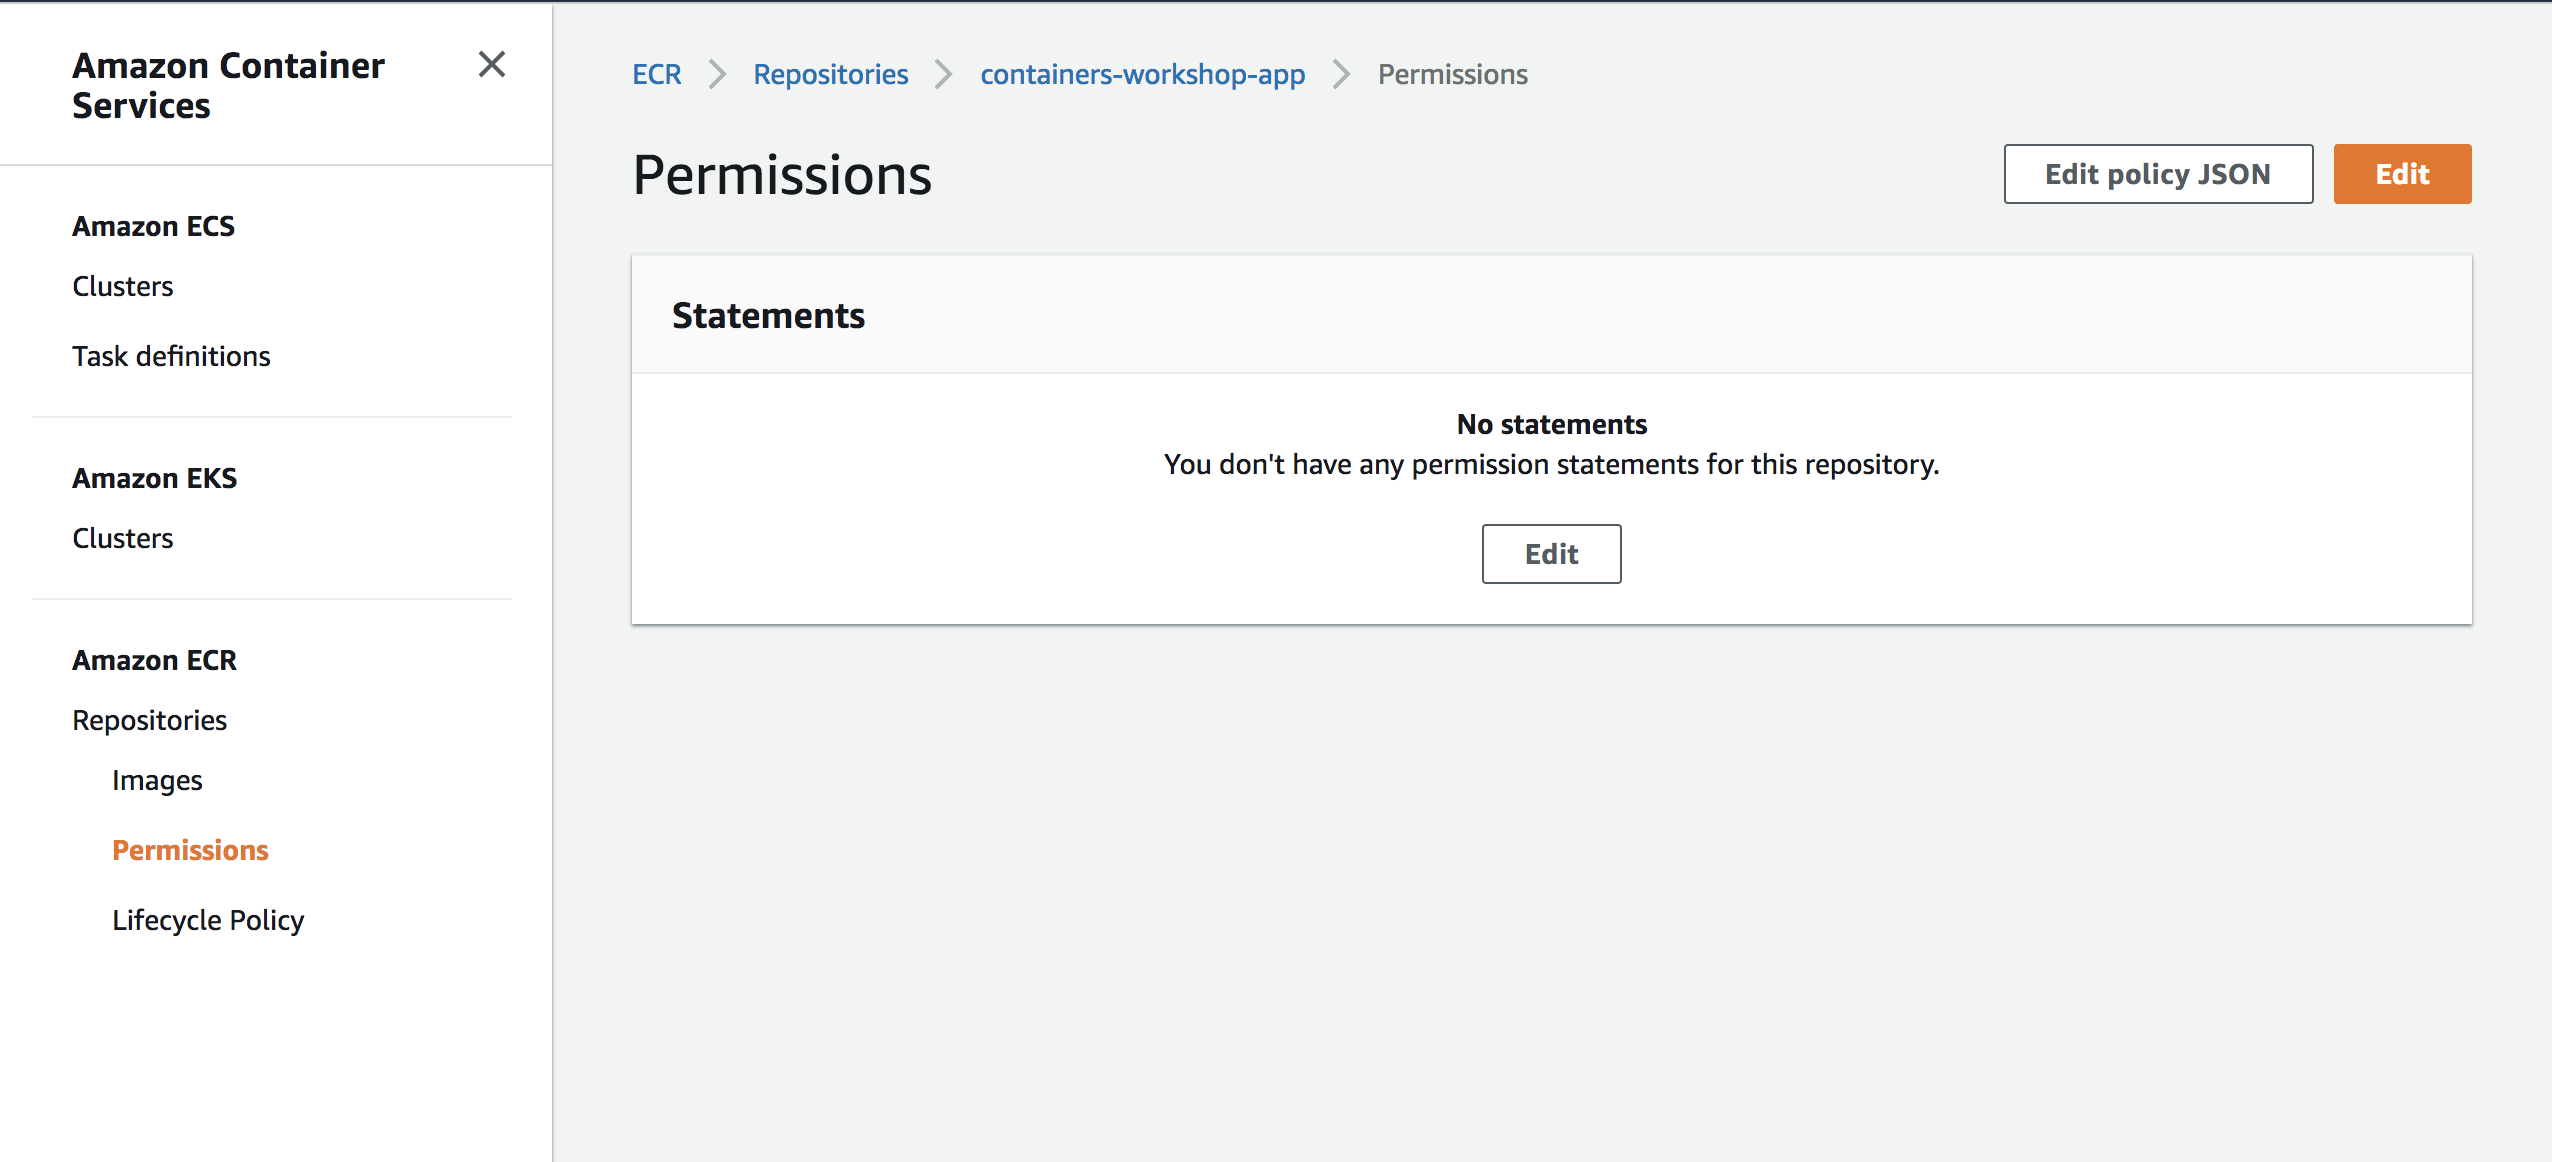 Amazon Container
Services
Amazon ECS
Clusters
Task definitions
Amazon EKS
Clusters
Amazon ECR
Repositories
Images
Permissions
Lifecycle Policy
ECR Repositories containers-workshop-app Permissions
Permissions
Edit policy JSON
Edit
Statements
No statements
You don't have any permission statements for this repository.
Edit